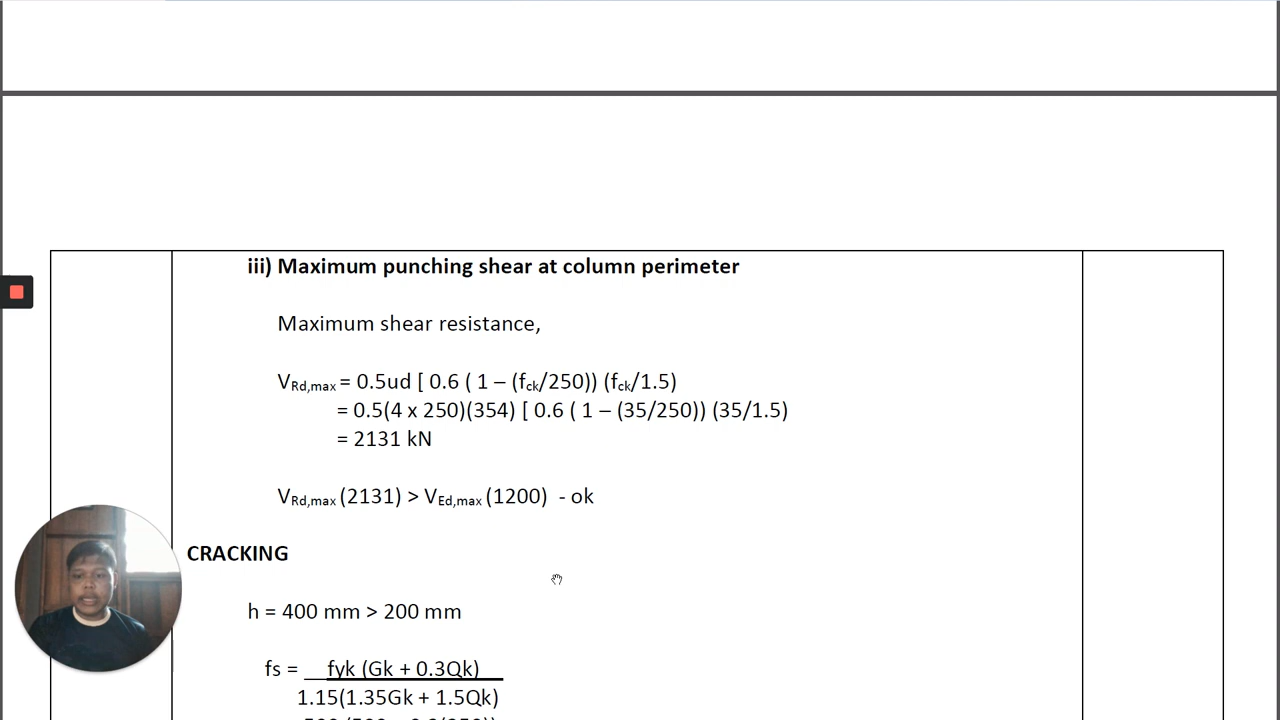 iii) Maximum punching shear at column perimeter
Maximum shear resistance,
VRd,max = 0.5ud [ 0.6 ( 1 – (fck/250)) (fck/1.5)
= 0.5(4 x 250)(354) [ 0.6 ( 1 – (35/250)) (35/1.5)
= 2131 kN
VRd,max (2131) > VEd,max (1200) - ok
CRACKING
h = 400 mm > 200 mm
fs = fyk (Gk + 0.3Qk)
1.15(1.35Gk + 1.5Qk)